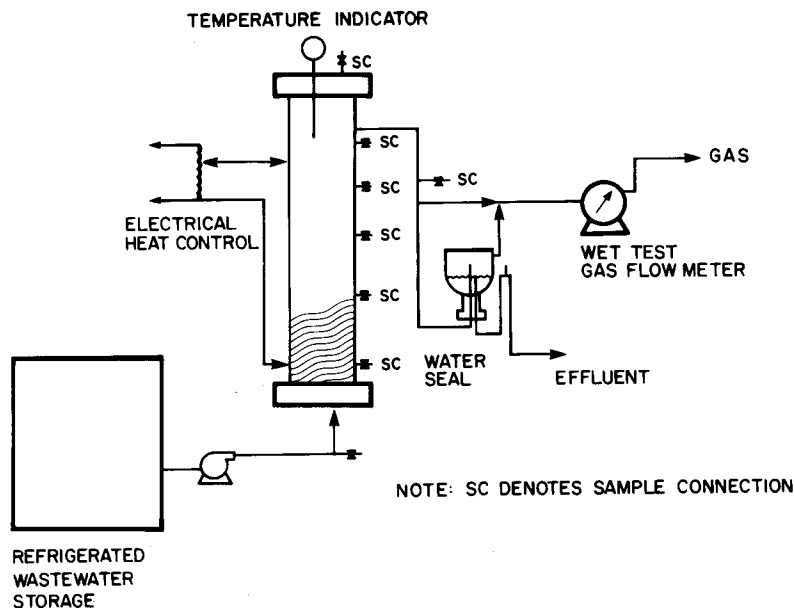 TEMPERATURE INDICATOR
SC
SC
SC
SC
SC
SC
SC
GAS
ELECTRICAL
HEAT CONTROL
WET TEST
GAS FLOW METER
WATER
SEAL
EFFLUENT
NOTE: SC DENOTES SAMPLE CONNECTION
REFRIGERATED
WASTEWATER
STORAGE